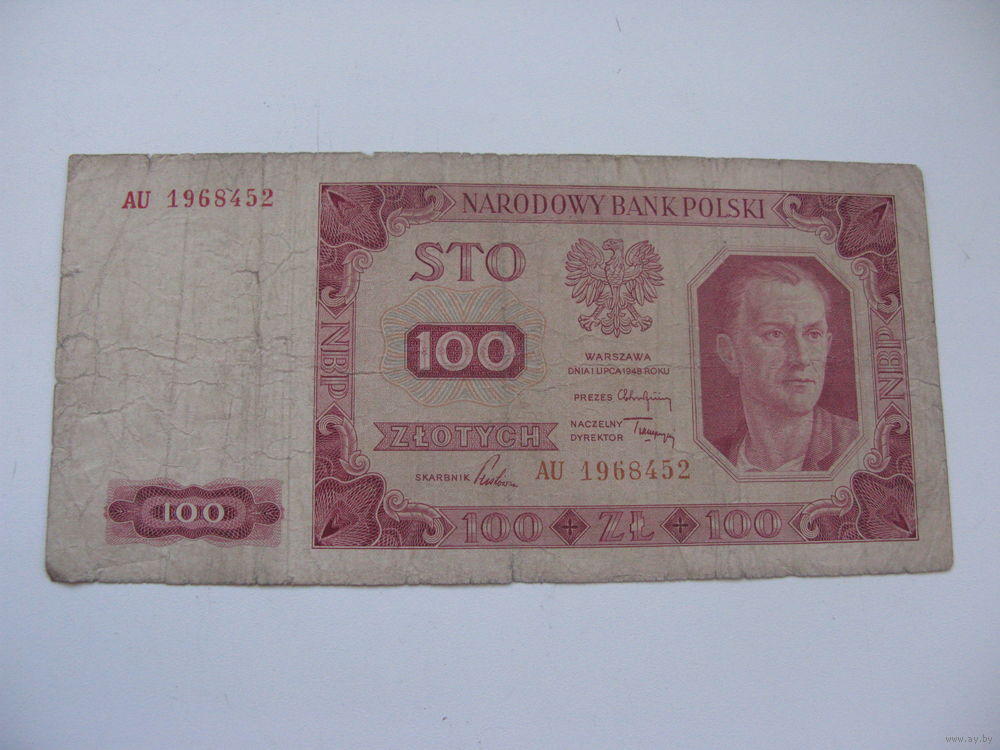 AU 1968452
NARODOWY BANK POLSKI
STO
100
ZŁOTYCH
WARSZAWA
DNIA 1 LIPCA 1948 ROKU
PREZES
NACZELNY
DYREKTOR
SKARBNIK
AU 1968452
NBP
NBP
100
100 ZŁ 100
www.ay.by